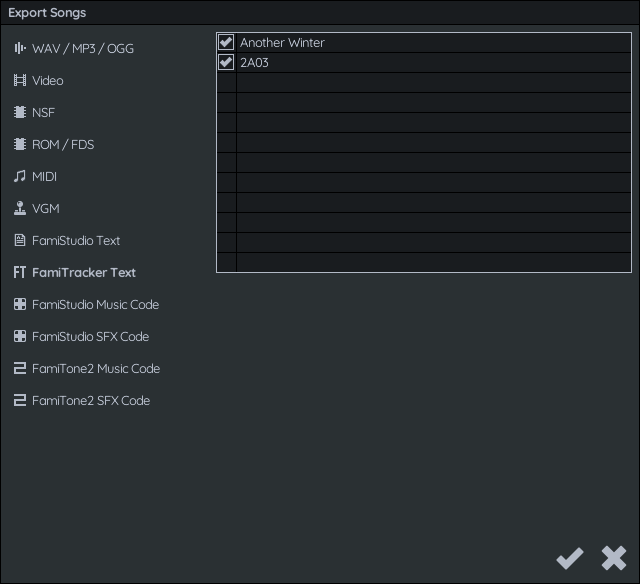 Export Songs
WAV / MP3 / OGG
Video
NSF
ROM / FDS
MIDI
VGM
FamiStudio Text
FT FamiTracker Text
FamiStudio Music Code
FamiStudio SFX Code
FamiTone2 Music Code
FamiTone2 SFX Code
Another Winter
2A03